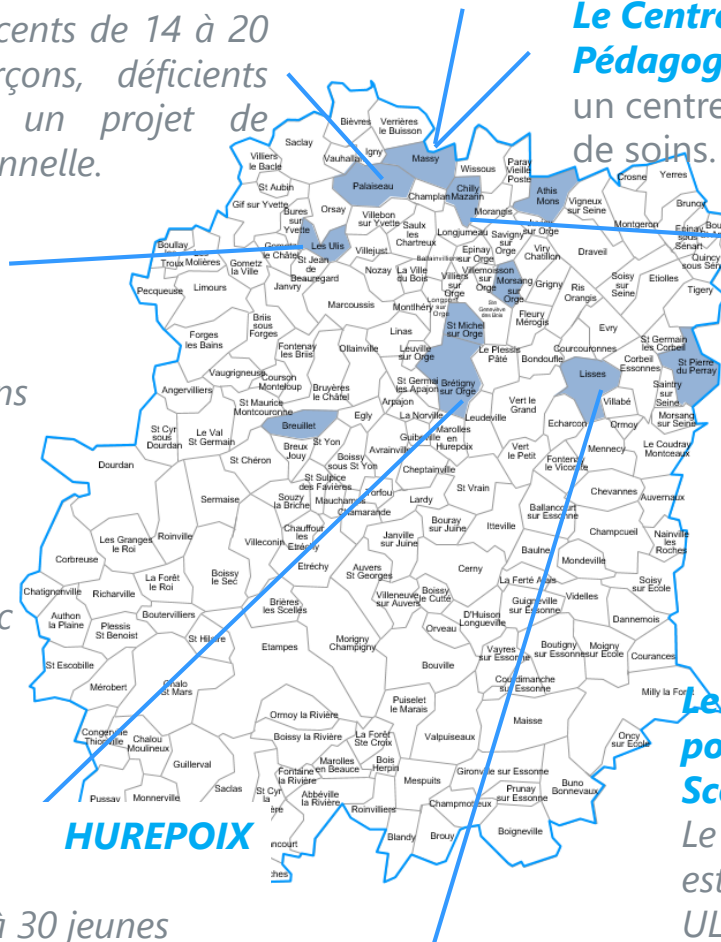 cents de 14 à 20
rçons, déficients
un projet de
nnelle.
Le Centre
Pédagog
un centre
de soins.
Bièvres
Verrières
le Buisson
Saclay
Igny
Vauhallan
Massy
Villiers
le Bacle
Wissous
Paray
Vieille
Poste
Crosne
Yerres
St Aubin
Palaiseau
Champlan
Chilly
Mazarin
Athis
Mons
Vigneux
sur Seine
Brunoy
Gif sur Yvette
Bures
sur
Yvette
Orsay
Villebon
sur Yvette
Saulx
les
Chartreux
Longjumeau
Morangis
Savigny
sur
Orge
Montgeron
Boullay
Troux
Molières
Gometz
la Ville
Les Ulis
St Jean
de
Beauregard
Villejust
Epinay
sur Orge
Viry
Chatillon
Draveil
Quincy
Pecqueuse
Limours
Janvry
Nozay
La Ville
du Bois
Villiers
sur
Orge
Villemoisson
sur
Orge
Morsang
sur
Orge
Grigny
Ris
Orangis
Soisy
sur
Seine
Etiolles
Tigery
Marcoussis
Montlhéry
Fleury
Mérogis
Briis
sous
Forges
Linas
St Michel
sur Orge
Evry
Forges
les Bains
Fontenay
les Briis
Ollainville
Leuville
sur Orge
Le Plessis
Pâté
Bondoufle
Courcouronnes
St Germain
les Corbeil
Corbeil
Essonnes
St Pierre
du Perray
Vaugrigneuse
Courson
Monteloup
Bruyères
le Châtel
Arpajon
Brétigny
sur Orge
Lisses
Saintry
sur
Seine
ns
Angervilliers
St Maurice
Montcouronne
Egly
La Norville
Leudeville
Vert le
Grand
Villabé
Morsang
sur Seine
St Cyr
sous
Dourdan
Le Val
St Germain
Breuillet
Marolles
en
Hurepoix
Echarcon
Ormoy
Dourdan
St Chéron
Breux
Jouy
St Yon
Boissy
sous St Yon
Avrainville
Cheptainville
Vert
le Petit
Mennecy
Le Coudray
Montceaux
Sermaise
Souzy
la Briche
St Sulpice
des Favières
Mauchamps
Torfou
Chamarande
Lardy
St Vrain
Chevannes
Auvernaux
Les Granges
le Roi
Roinville
Villeconin
Chauffour
les
Etréchy
Janville
sur Juine
Bouray
sur Juine
Itteville
Ballancourt
sur Essonne
Champcueil
Nainville
les
Roches
Corbreuse
La Forêt
le Roi
Boissy
le Sec
Etréchy
Auvers
St Georges
Cerny
Baulne
Mondeville
Chatignonville
Richarville
La Ferté Alais
Soisy
sur Ecole
c
Authon
la Plaine
Plessis
St Benoist
Boutervilliers
Brières
les Scellés
Villeneuve
sur Auvers
Boissy
le Cutté
D'Huison
Longueville
Guigneville
sur Essonne
Videlles
Dannemois
St Hilaire
Etampes
Morigny
Champigny
Orveau
Vayres
sur Essonne
Boutigny
sur Essonne
Moigny
sur Ecole
Courances
St Escobille
Mérobert
Chalo
St Mars
Bouville
Courdimanche
sur Essonne
Milly la Forêt
Puiselet
le Marais
Maisse
Ormoy la Rivière
Congerville
Thionville
Chalou
Moulineux
Boissy la Rivière
La Forêt
Ste Croix
Valpuiseaux
Oncy
sur Ecole
Guillerval
Fontaine
la Rivière
Marolles
en Beauce
Bois
Herpin
Mespuits
Gironville sur Essonne
Buno
Bonnevaux
Pussay
Monnerville
Saclas
St Cyr
la
Abbéville
la Rivière
Roinvilliers
Champmotteux
Prunay
sur Essonne
Blandy
Brouy
Boigneville
Les
po
Sco
Le
est
UL
HUREPOIX
à 30 jeunes